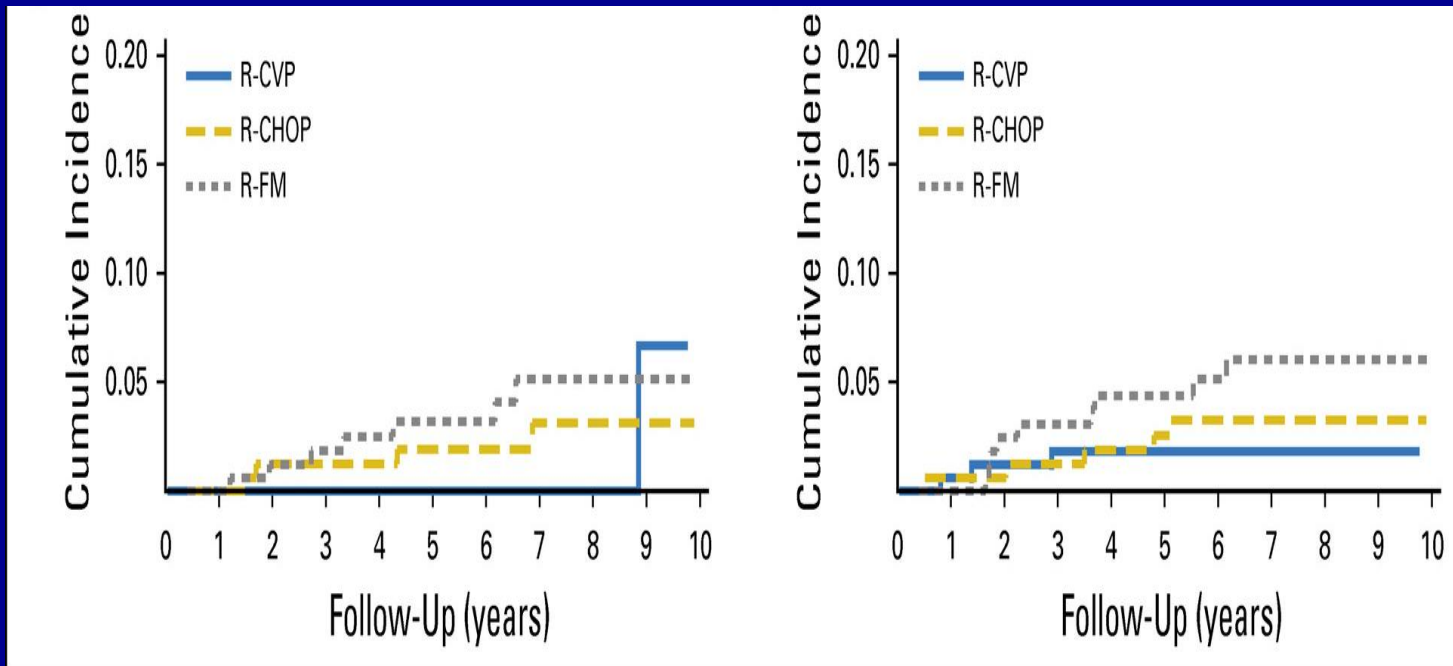 Cumulative Incidence
0.20
0.15
0.10
0.05
R-CVP
R-CHOP
R-FM
0 1 2 3 4 5 6 7 8 9 10
Follow-Up (years)
Cumulative Incidence
0.20
0.15
0.10
0.05
R-CVP
R-CHOP
R-FM
0 1 2 3 4 5 6 7 8 9 10
Follow-Up (years)